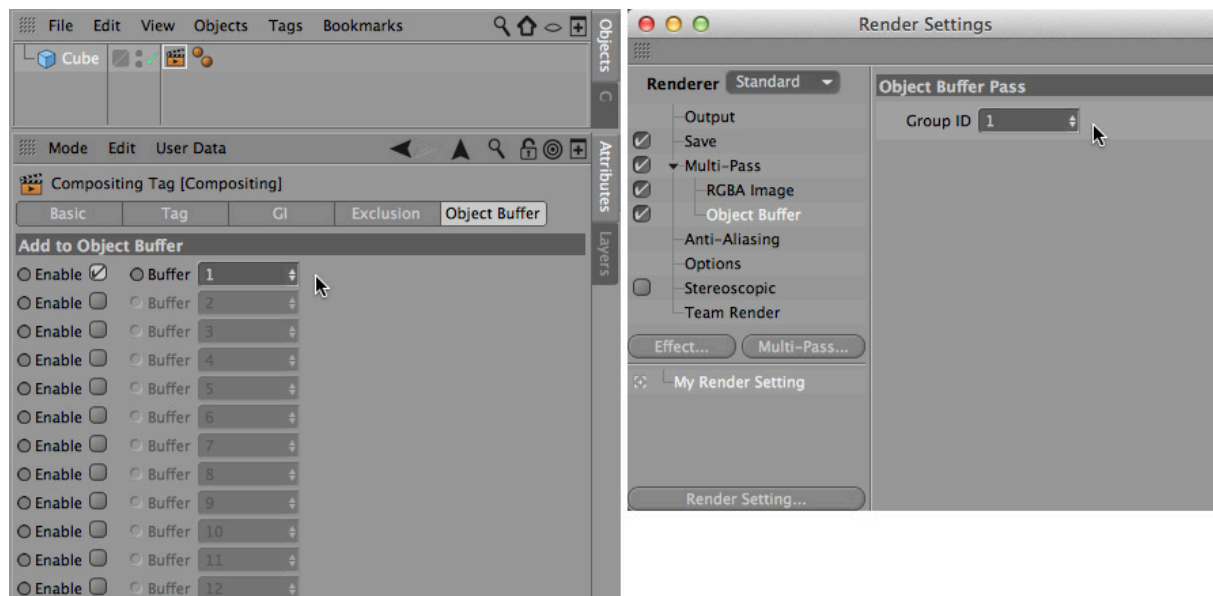 File Edit View Objects Tags Bookmarks
Cube
Objects
C
Mode Edit User Data
Attributes
Layers
Compositing Tag [Compositing]
Basic Tag GI Exclusion Object Buffer
Add to Object Buffer
Enable Buffer 1
Enable Buffer 2
Enable Buffer 3
Enable Buffer 4
Enable Buffer 5
Enable Buffer 6
Enable Buffer 7
Enable Buffer 8
Enable Buffer 9
Enable Buffer 10
Enable Buffer 11
Enable Buffer 12
Render Settings
Renderer Standard
Output
Save
Multi-Pass
RGBA Image
Object Buffer
Anti-Aliasing
Options
Stereoscopic
Team Render
Effect... Multi-Pass...
My Render Setting
Render Setting...
Object Buffer Pass
Group ID 1